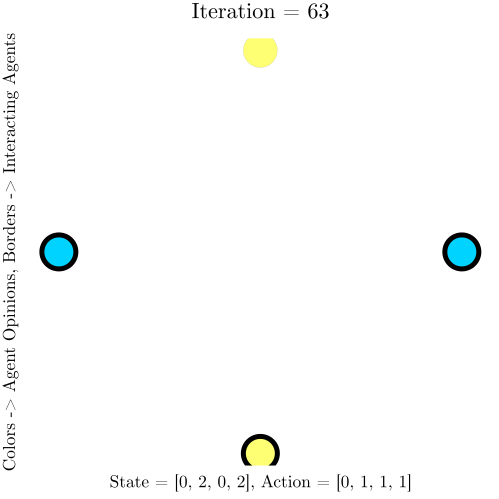 Iteration = 63
Colors -> Agent Opinions, Borders -> Interacting Agents
State = [0, 2, 0, 2], Action = [0, 1, 1, 1]